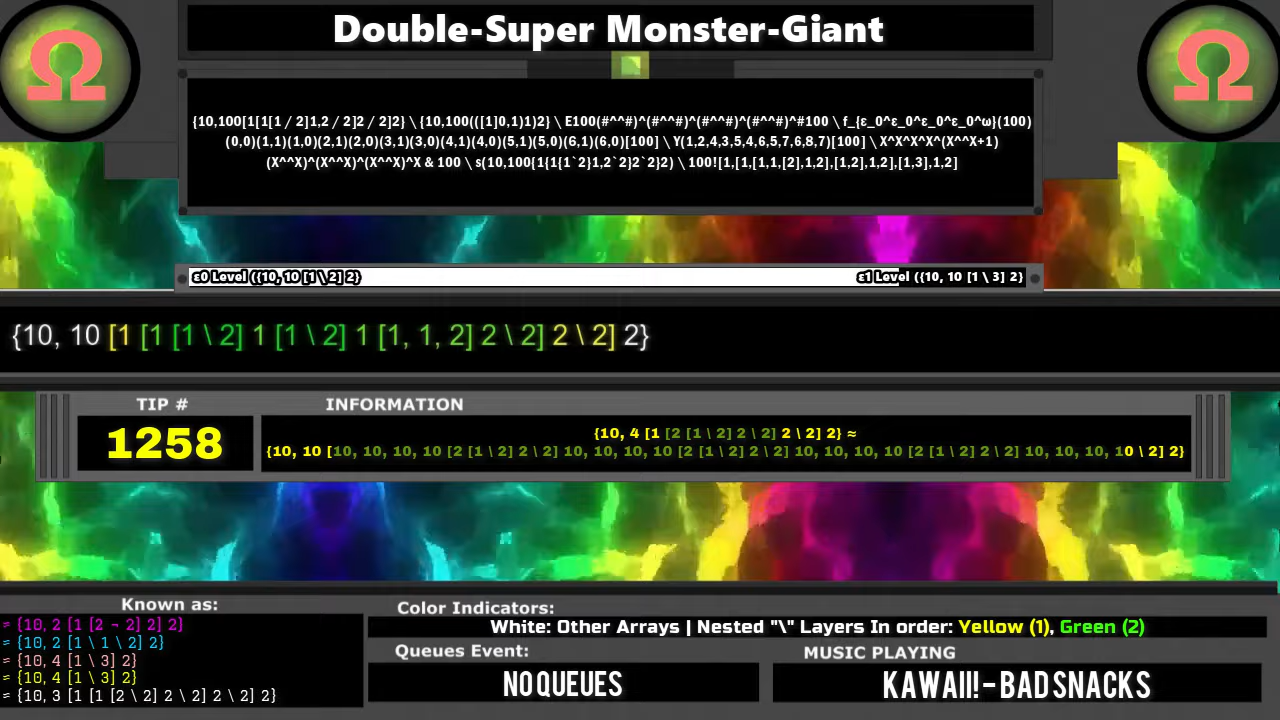 Double-Super Monster-Giant
Ω
Ω
{10,100[1[1[1 / 2]1,2 / 2]2 / 2]2} \ {10,100(([1]0,1)1)2} \ E100(#^^#)^(#^^#)^(#^^#)^(#^^#)^#100 \ f_{ε_0^ε_0^ε_0^ε_0^ω}(100)
(0,0)(1,1)(1,0)(2,1)(2,0)(3,1)(3,0)(4,1)(4,0)(5,1)(5,0)(6,1)(6,0)[100] \ Y(1,2,4,3,5,4,6,5,7,6,8,7)[100] \ X^X^X^X^(X^^X+1)
(X^^X)^(X^^X)^(X^^X)^X & 100 \ s(10,100{1{1{1`2}1,2`2}2`2}2) \ 100![1,[1,[1,1,[2],1,2],[1,2],1,2],[1,3],1,2]
ε0 Level ({10, 10 [1 \ 2] 2}
ε1 Level ({10, 10 [1 \ 3] 2}
{10, 10 [1 [1 [1 \ 2] 1 [1 \ 2] 1 [1, 1, 2] 2 \ 2] 2 \ 2] 2}
TIP #
INFORMATION
1258
{10, 4 [1 [2 [1 \ 2] 2 \ 2] 2 \ 2] 2} ≈
{10, 10 [10, 10, 10, 10 [2 [1 \ 2] 2 \ 2] 10, 10, 10, 10 [2 [1 \ 2] 2 \ 2] 10, 10, 10, 10 [2 [1 \ 2] 2 \ 2] 10, 10, 10, 10 \ 2] 2}
Known as:
≈ {10, 2 [1 [2 ¬ 2] 2] 2}
≈ {10, 2 [1 \ 1 \ 2] 2}
≈ {10, 4 [1 \ 3] 2}
≈ {10, 4 [1 \ 3] 2}
≈ {10, 3 [1 [1 [2 \ 2] 2 \ 2] 2 \ 2] 2}
Color Indicators:
White: Other Arrays | Nested "\" Layers In order: Yellow (1), Green (2)
Queues Event:
NO QUEUES
MUSIC PLAYING
KAWAII! - BAD SNACKS